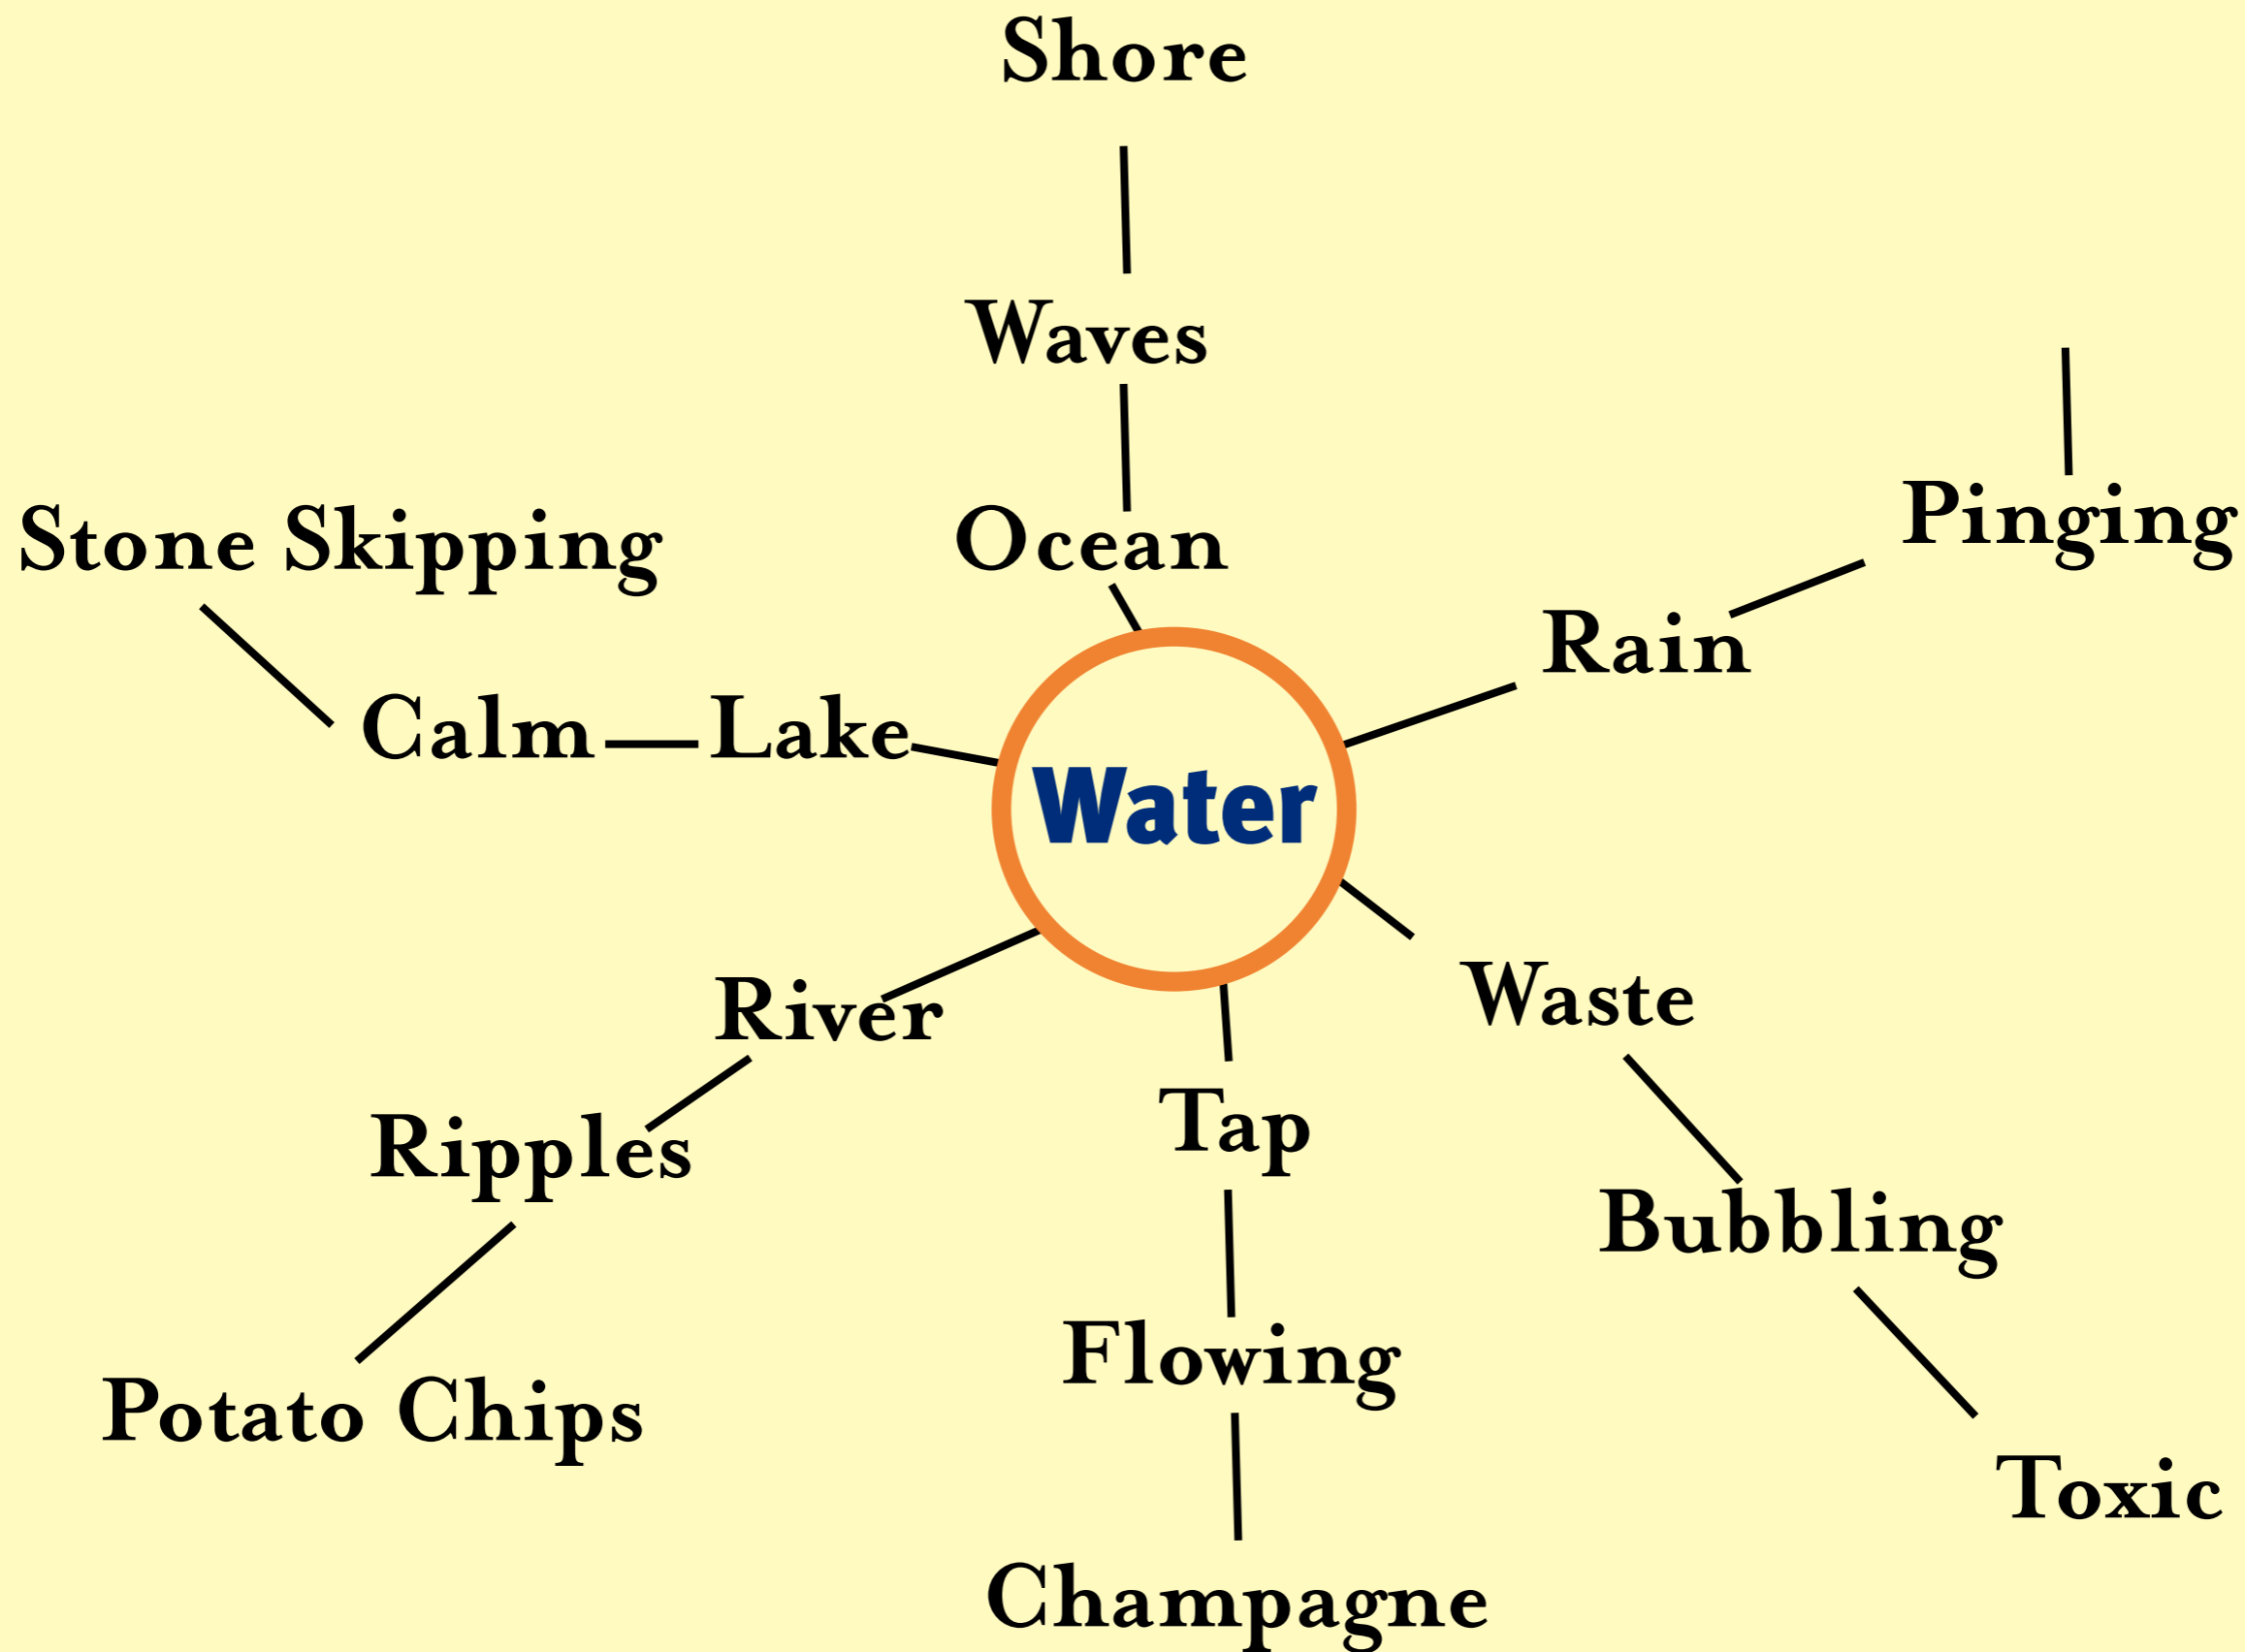 Shore
Waves
Pinging
Stone Skipping
Ocean
Rain
Calm
Lake
Water
River
Waste
Ripples
Tap
Bubbling
Flowing
Potato Chips
Toxic
Champagne